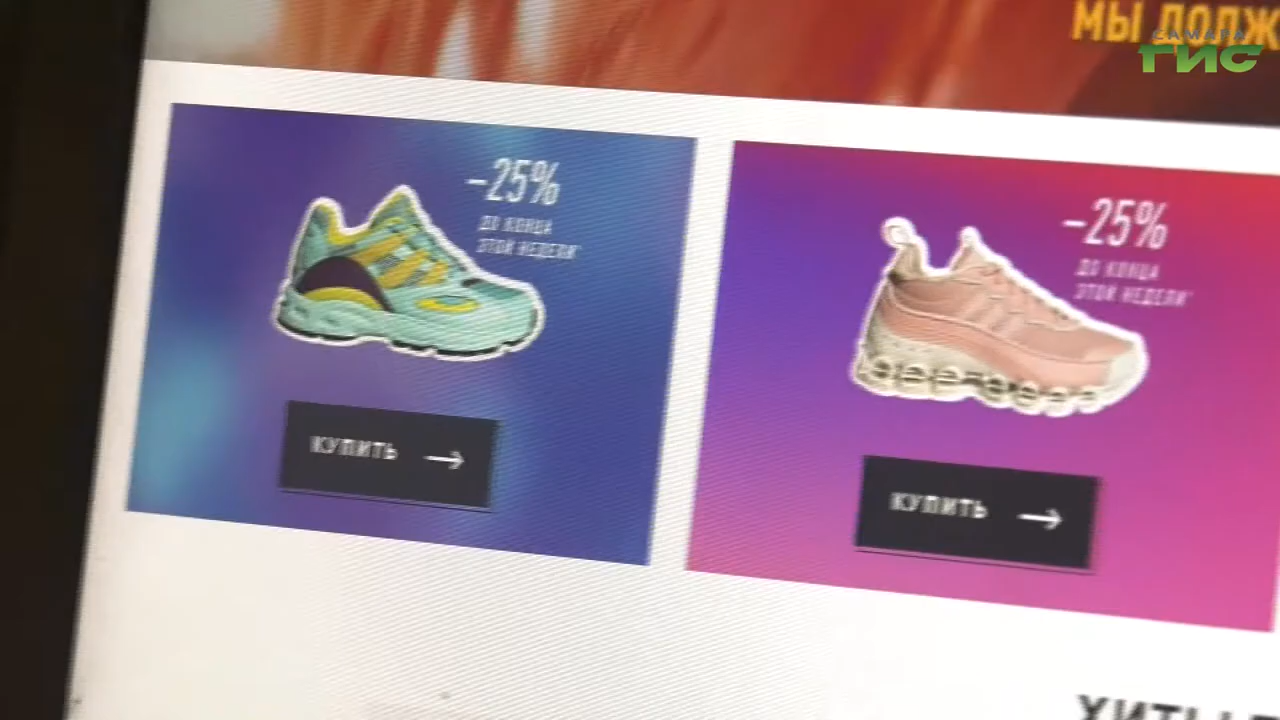 МЫ ДОЛЖ
САМАРА
ГИС
–25%
ДО КОНЦА
ЭТОЙ НЕДЕЛИ*
КУПИТЬ →
–25%
ДО КОНЦА
ЭТОЙ НЕДЕЛИ*
КУПИТЬ →
ХИТЫ